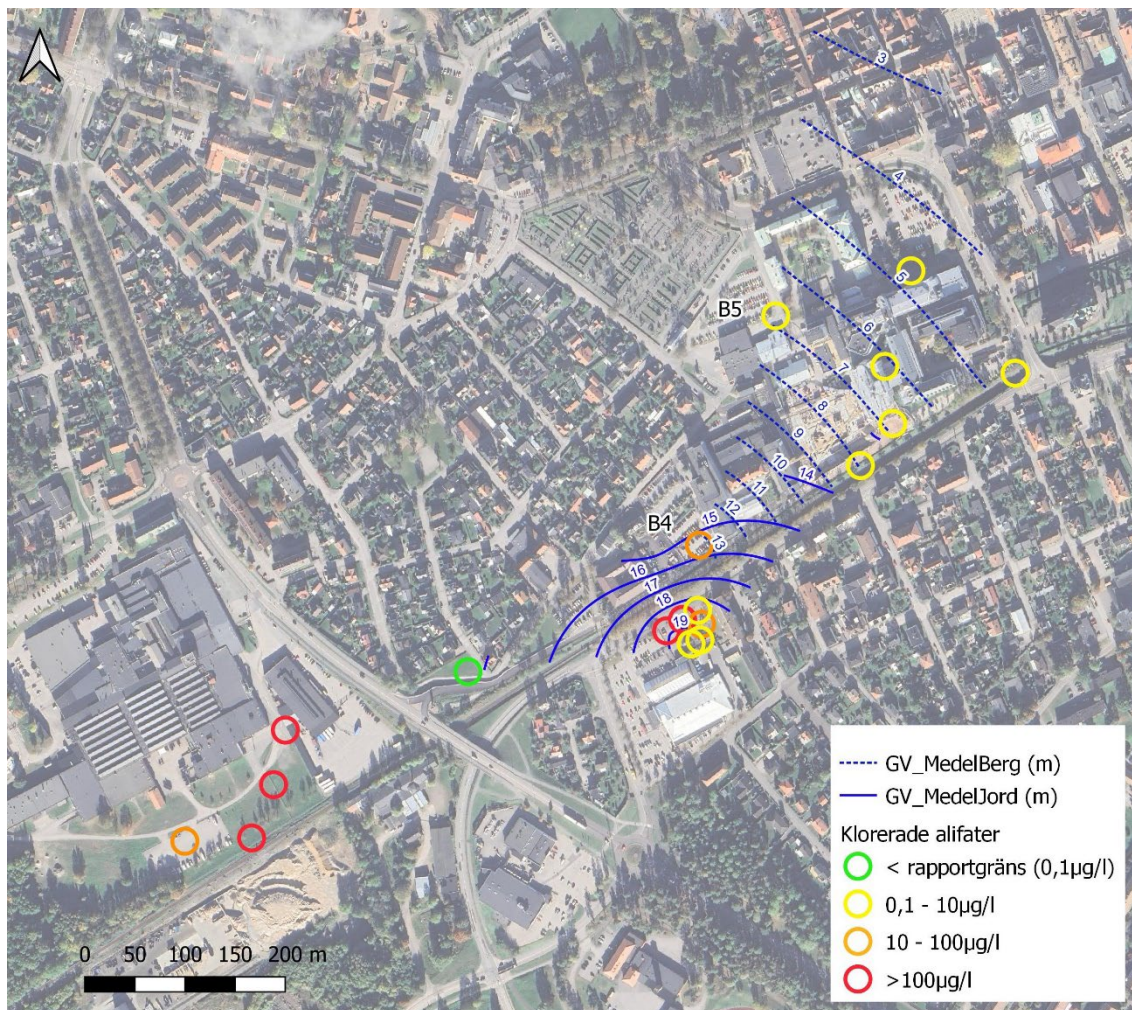 3
4
5
B5
6
7
8
9
10
14
11
12
15
B4
13
16
17
18
19
GV_MedelBerg (m)
GV_MedelJord (m)
Klorerade alifater
< rapportgräns (0,1µg/l)
0,1 - 10µg/l
10 - 100µg/l
>100µg/l
0 50 100 150 200 m